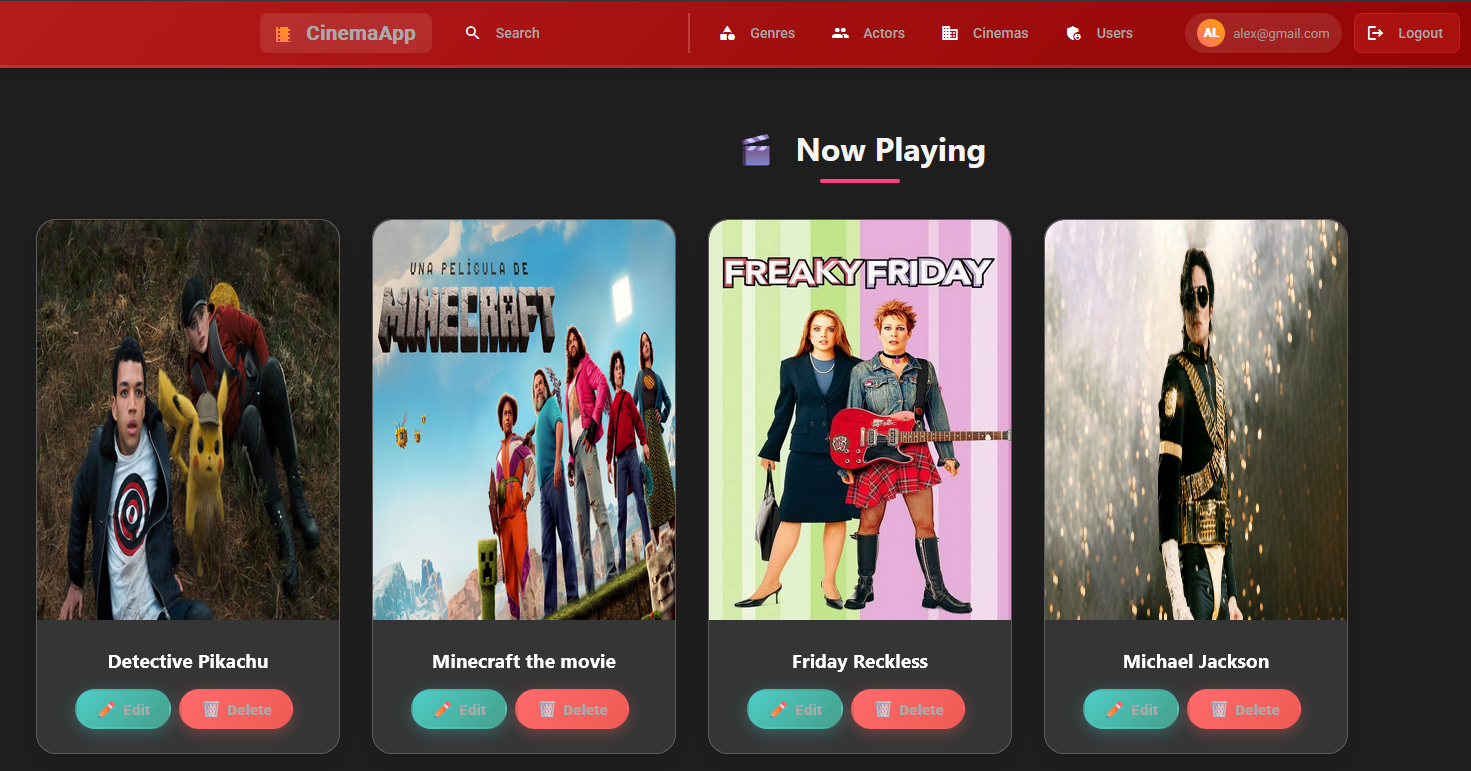 CinemaApp Search Genres Actors Cinemas Users AL alex@gmail.com Logout
Now Playing
UNA PELÍCULA DE
MINECRAFT
FREAKY FRIDAY
Detective Pikachu
Edit Delete
Minecraft the movie
Edit Delete
Friday Reckless
Edit Delete
Michael Jackson
Edit Delete